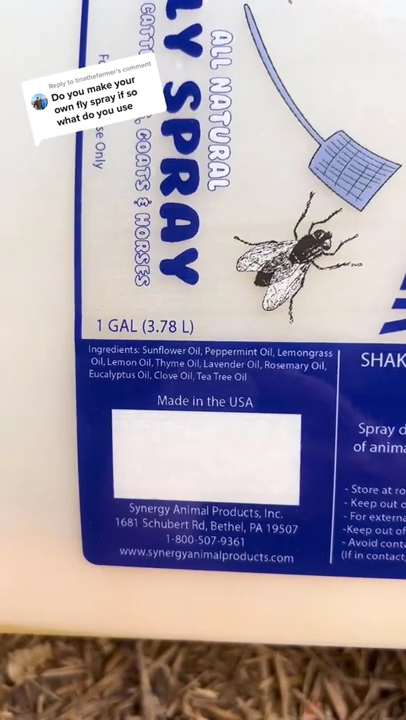 Reply to tinathefarmer's comment
Do you make your
own fly spray if so
what do you use
ALL NATURAL
LY SPRAY
COATS & HORSES
se Only
1 GAL (3.78 L)
Ingredients: Sunflower Oil, Peppermint Oil, Lemongrass
Oil, Lemon Oil, Thyme Oil, Lavender Oil, Rosemary Oil,
Eucalyptus Oil, Clove Oil, Tea Tree Oil
Made in the USA
Synergy Animal Products, Inc.
1681 Schubert Rd, Bethel, PA 19507
1-800-507-9361
www.synergyanimalproducts.com
SHAK
Spray d
of anima
- Store at ro
- Keep out o
- For externa
-Keep out of
- Avoid conta
(If in contact,